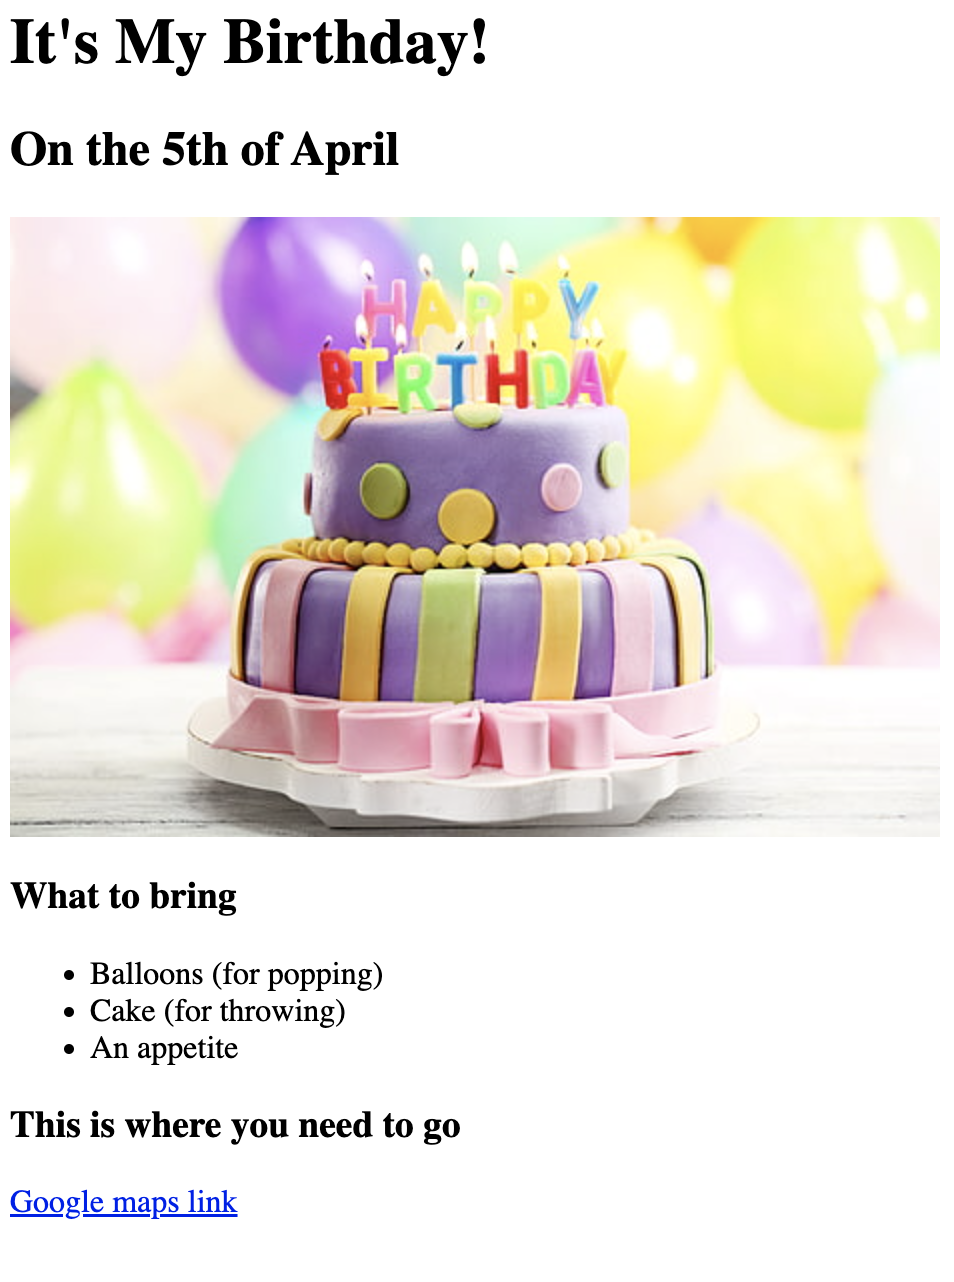 It's My Birthday!
On the 5th of April
HAPPY
BIRTHDAY
What to bring
Balloons (for popping)
Cake (for throwing)
An appetite
This is where you need to go
Google maps link